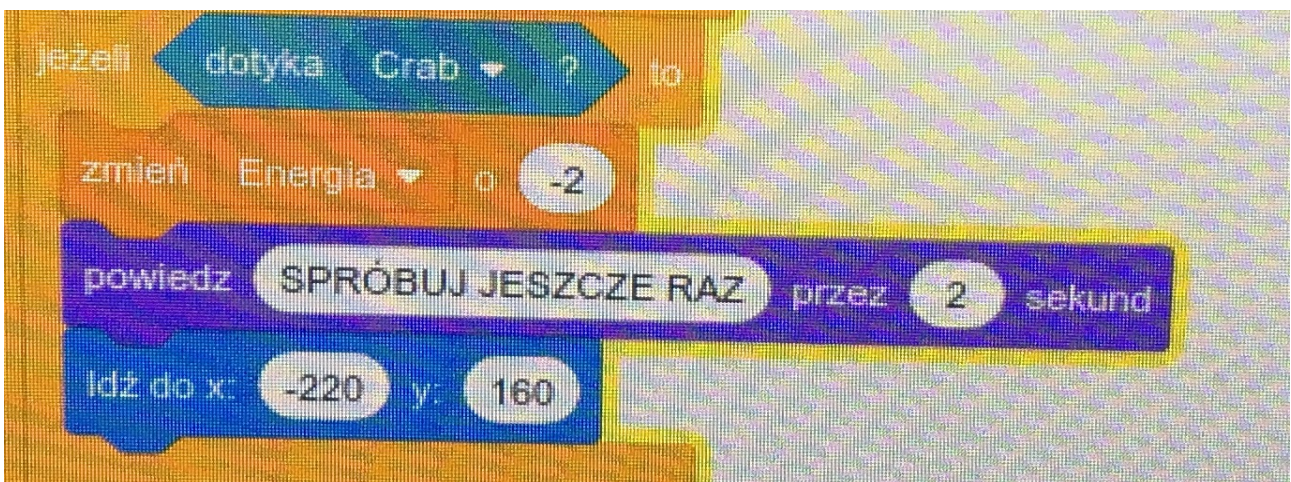 jeżeli dotyka Crab ? to
zmień Energia o -2
powiedz SPRÓBUJ JESZCZE RAZ przez 2 sekund
Idź do x: -220 y: 160